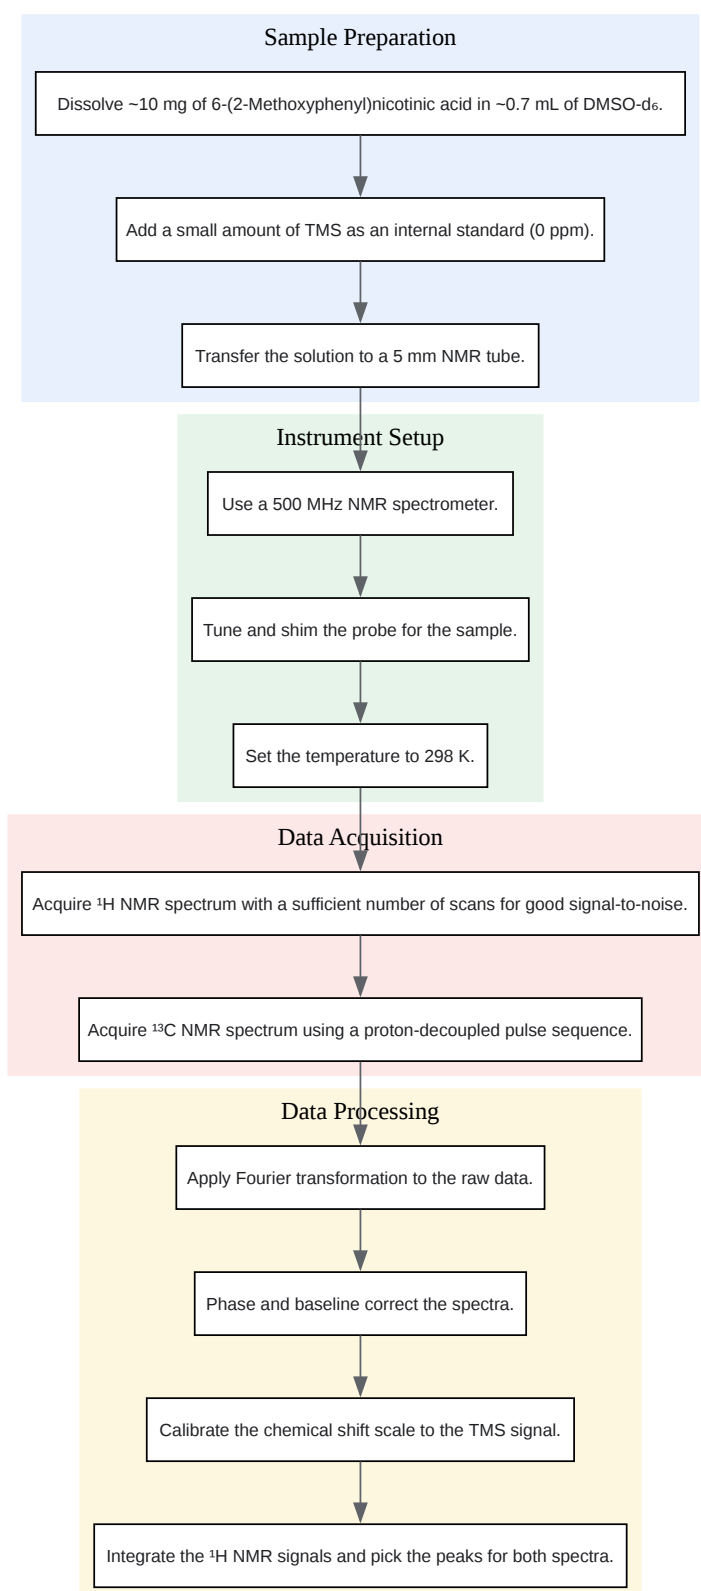 Sample Preparation
Dissolve ~10 mg of 6-(2-Methoxyphenyl)nicotinic acid in ~0.7 mL of DMSO-d₆.
Add a small amount of TMS as an internal standard (0 ppm).
Transfer the solution to a 5 mm NMR tube.
Instrument Setup
Use a 500 MHz NMR spectrometer.
Tune and shim the probe for the sample.
Set the temperature to 298 K.
Data Acquisition
Acquire ¹H NMR spectrum with a sufficient number of scans for good signal-to-noise.
Acquire ¹³C NMR spectrum using a proton-decoupled pulse sequence.
Data Processing
Apply Fourier transformation to the raw data.
Phase and baseline correct the spectra.
Calibrate the chemical shift scale to the TMS signal.
Integrate the ¹H NMR signals and pick the peaks for both spectra.